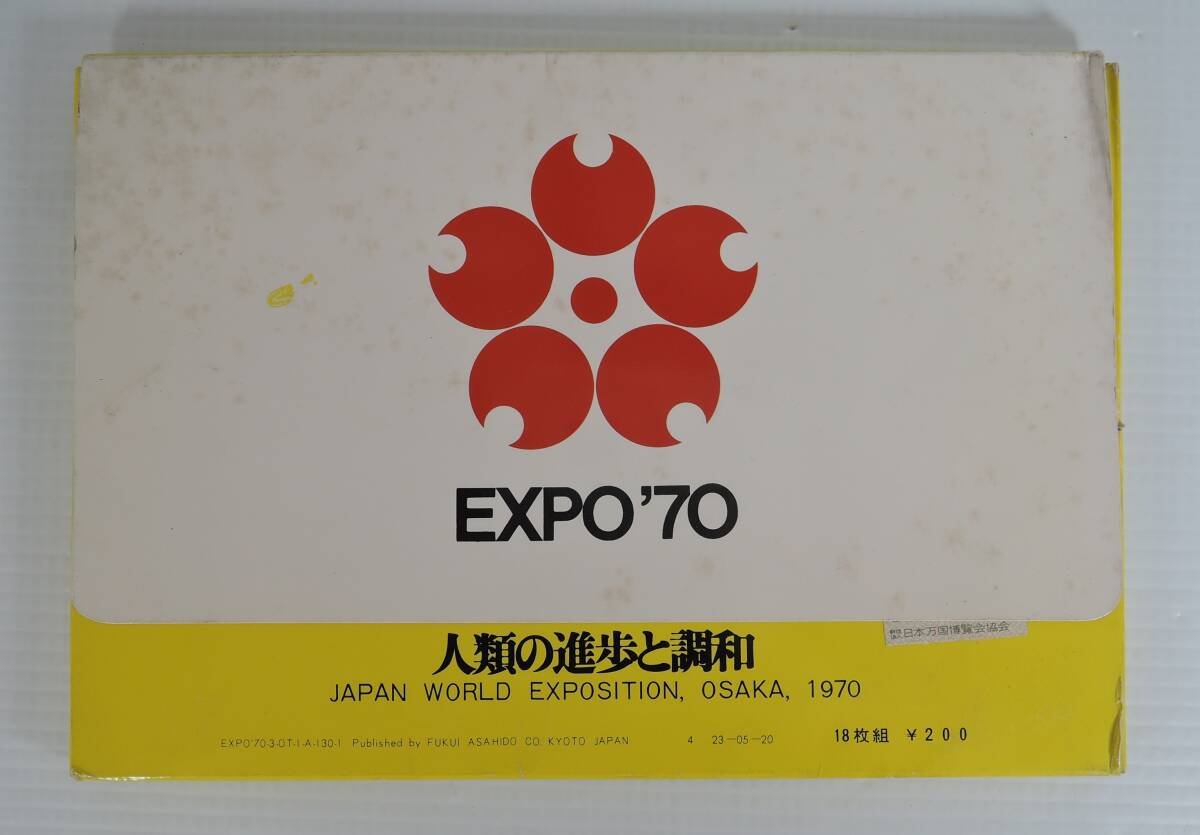 EXPO'70
日本万国博覧会協会
人類の進歩と調和
JAPAN WORLD EXPOSITION, OSAKA, 1970
EXPO'70-3-OT-1-A-130-1 Published by FUKUI ASAHIDO CO. KYOTO JAPAN 4 23-05-20 18枚組 ¥200